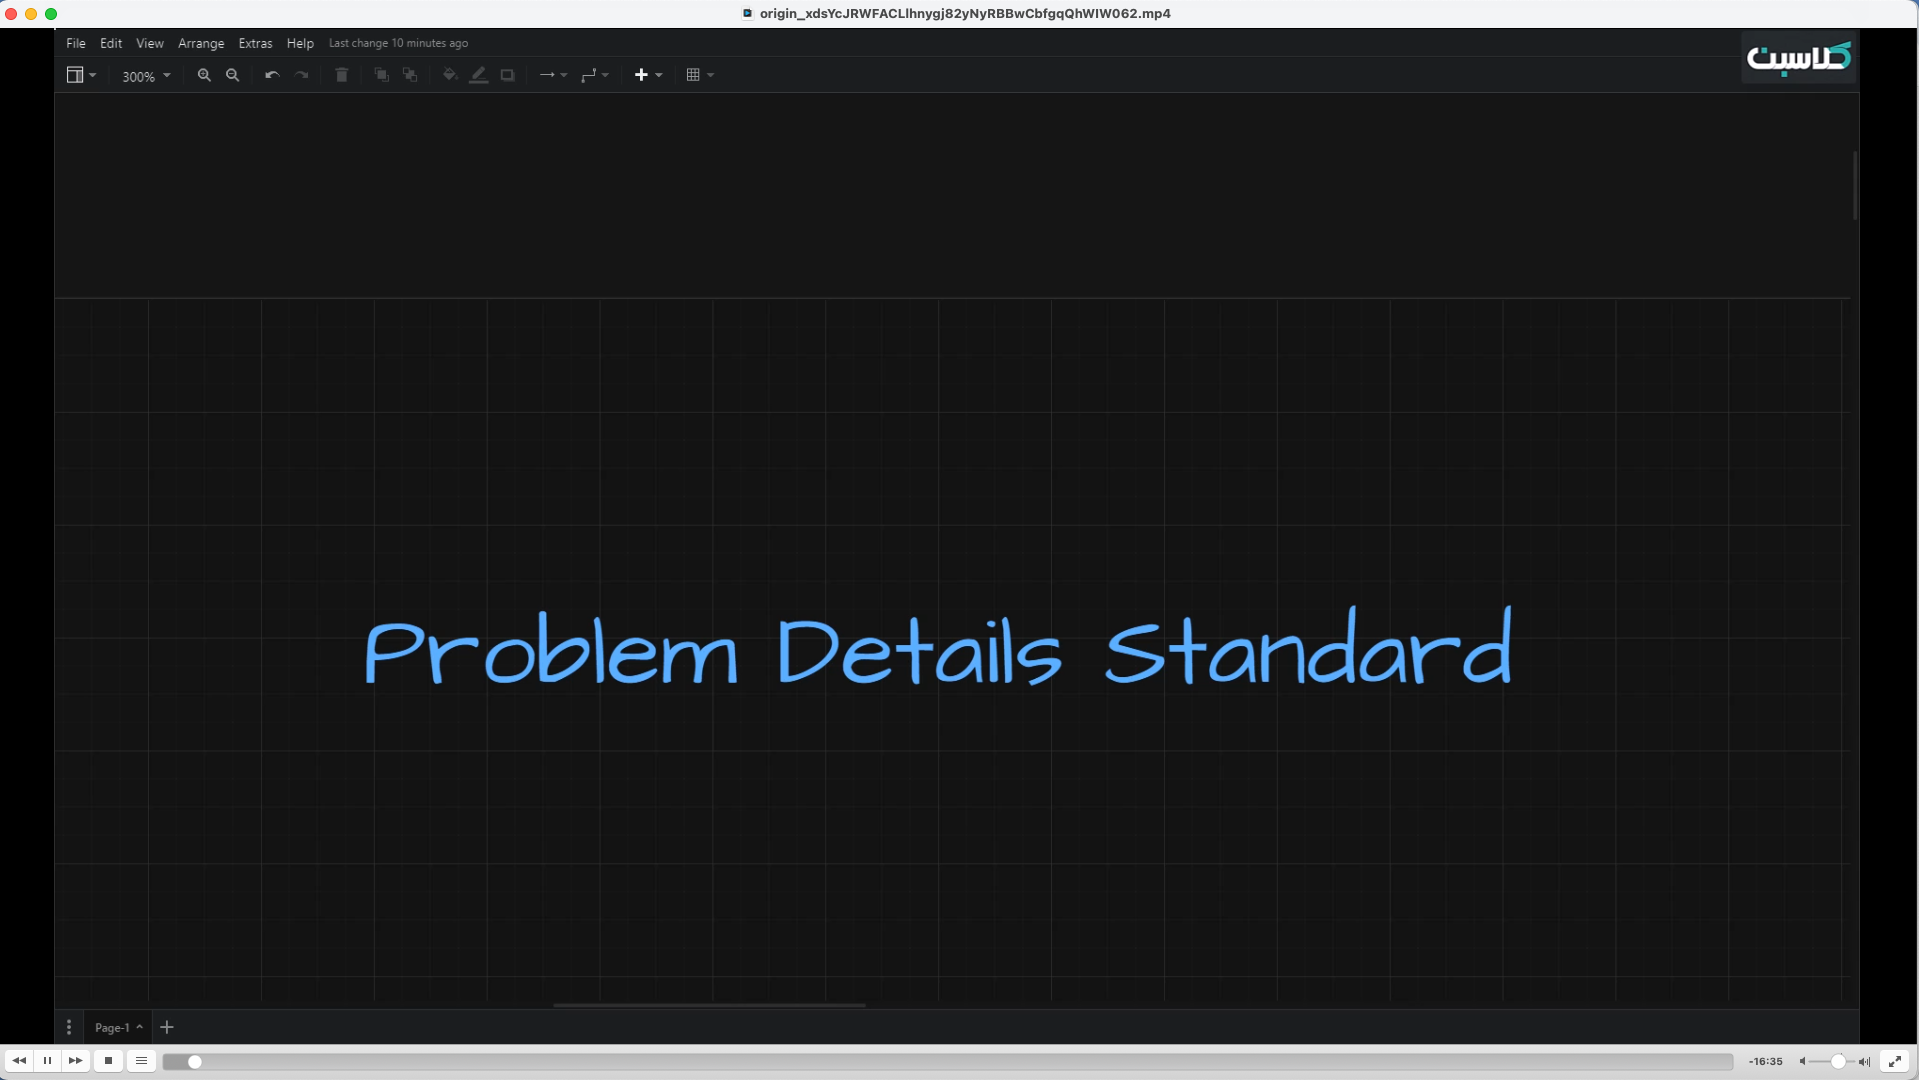 origin_xdsYcJRWFACLlhnygj82yNyRBBwCbfgqQhWIW062.mp4
File Edit View Arrange Extras Help Last change 10 minutes ago
کلاسبن
300%
Problem Details Standard
Page-1
-16:35